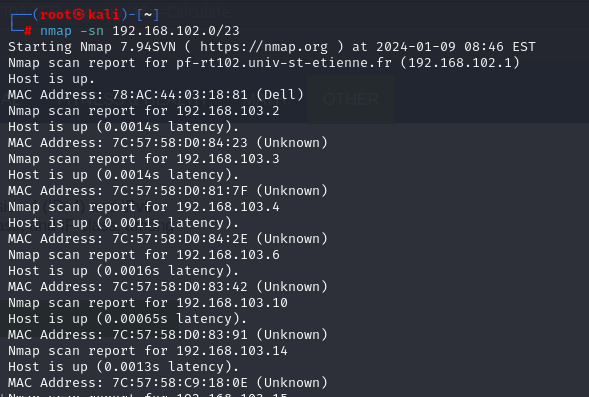 ┌──(root㉿kali)-[~]
└─# nmap -sn 192.168.102.0/23
Starting Nmap 7.94SVN ( https://nmap.org ) at 2024-01-09 08:46 EST
Nmap scan report for pf-rt102.univ-st-etienne.fr (192.168.102.1)
Host is up.
MAC Address: 78:AC:44:03:18:81 (Dell)
OTHER
Nmap scan report for 192.168.103.2
Host is up (0.0014s latency).
MAC Address: 7C:57:58:D0:84:23 (Unknown)
Nmap scan report for 192.168.103.3
Host is up (0.0014s latency).
MAC Address: 7C:57:58:D0:81:7F (Unknown)
Nmap scan report for 192.168.103.4
Host is up (0.0011s latency).
MAC Address: 7C:57:58:D0:84:2E (Unknown)
Nmap scan report for 192.168.103.6
Host is up (0.0016s latency).
MAC Address: 7C:57:58:D0:83:42 (Unknown)
Nmap scan report for 192.168.103.10
Host is up (0.00065s latency).
MAC Address: 7C:57:58:D0:83:91 (Unknown)
Nmap scan report for 192.168.103.14
Host is up (0.0013s latency).
MAC Address: 7C:57:58:C9:18:0E (Unknown)
Nmap scan report for 192.168.103.15